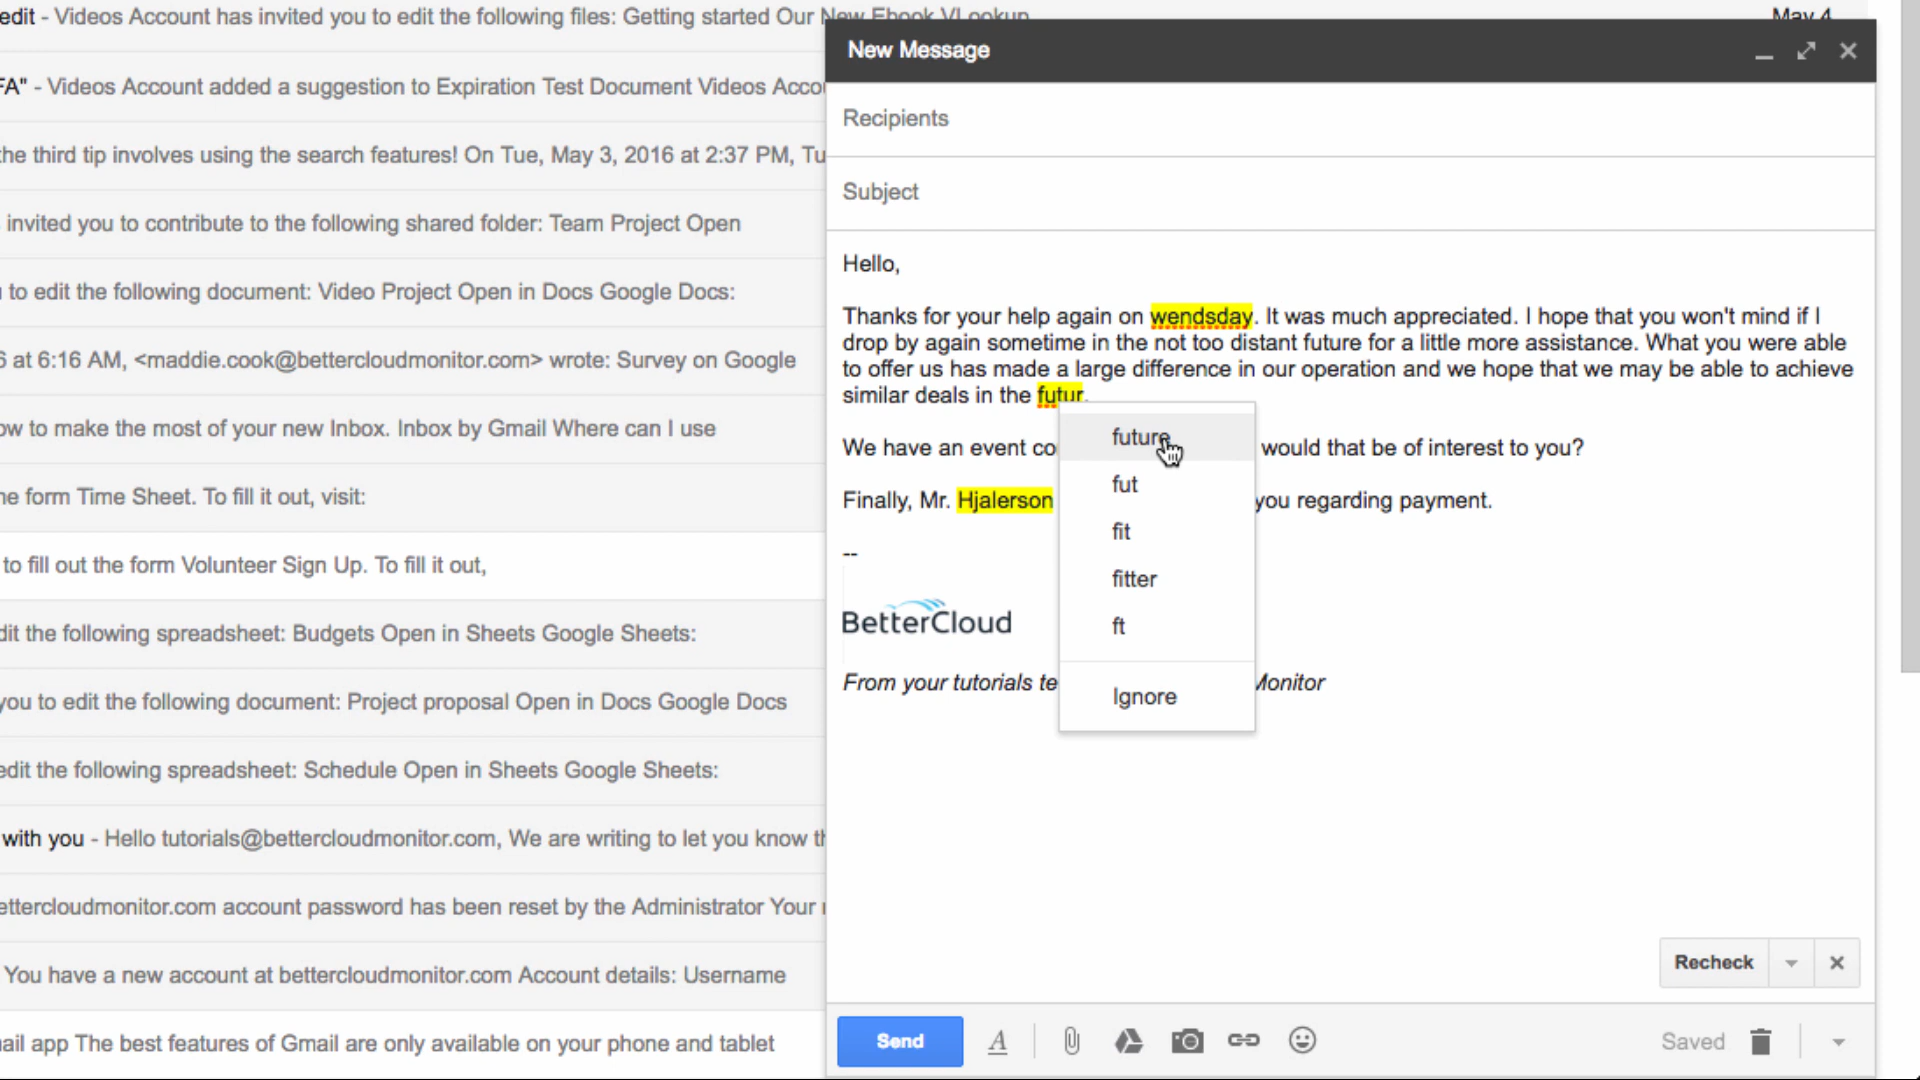 edit - Videos Account has invited you to edit the following files: Getting started Our New Ebook VLookup
May 4
FA" - Videos Account added a suggestion to Expiration Test Document Videos Acco
the third tip involves using the search features! On Tue, May 3, 2016 at 2:37 PM, Tu
invited you to contribute to the following shared folder: Team Project Open
to edit the following document: Video Project Open in Docs Google Docs:
6 at 6:16 AM, <maddie.cook@bettercloudmonitor.com> wrote: Survey on Google
ow to make the most of your new Inbox. Inbox by Gmail Where can I use
he form Time Sheet. To fill it out, visit:
to fill out the form Volunteer Sign Up. To fill it out,
dit the following spreadsheet: Budgets Open in Sheets Google Sheets:
you to edit the following document: Project proposal Open in Docs Google Docs
edit the following spreadsheet: Schedule Open in Sheets Google Sheets:
with you - Hello tutorials@bettercloudmonitor.com, We are writing to let you know th
ettercloudmonitor.com account password has been reset by the Administrator Your
You have a new account at bettercloudmonitor.com Account details: Username
ail app The best features of Gmail are only available on your phone and tablet
New Message
Recipients
Subject
Hello,
Thanks for your help again on wendsday. It was much appreciated. I hope that you won't mind if I
drop by again sometime in the not too distant future for a little more assistance. What you were able
to offer us has made a large difference in our operation and we hope that we may be able to achieve
similar deals in the futur.
We have an event co would that be of interest to you?
Finally, Mr. Hjalerson you regarding payment.
--
BetterCloud
From your tutorials te Monitor
future
fut
fit
fitter
ft
Ignore
Recheck
Send
A
Saved